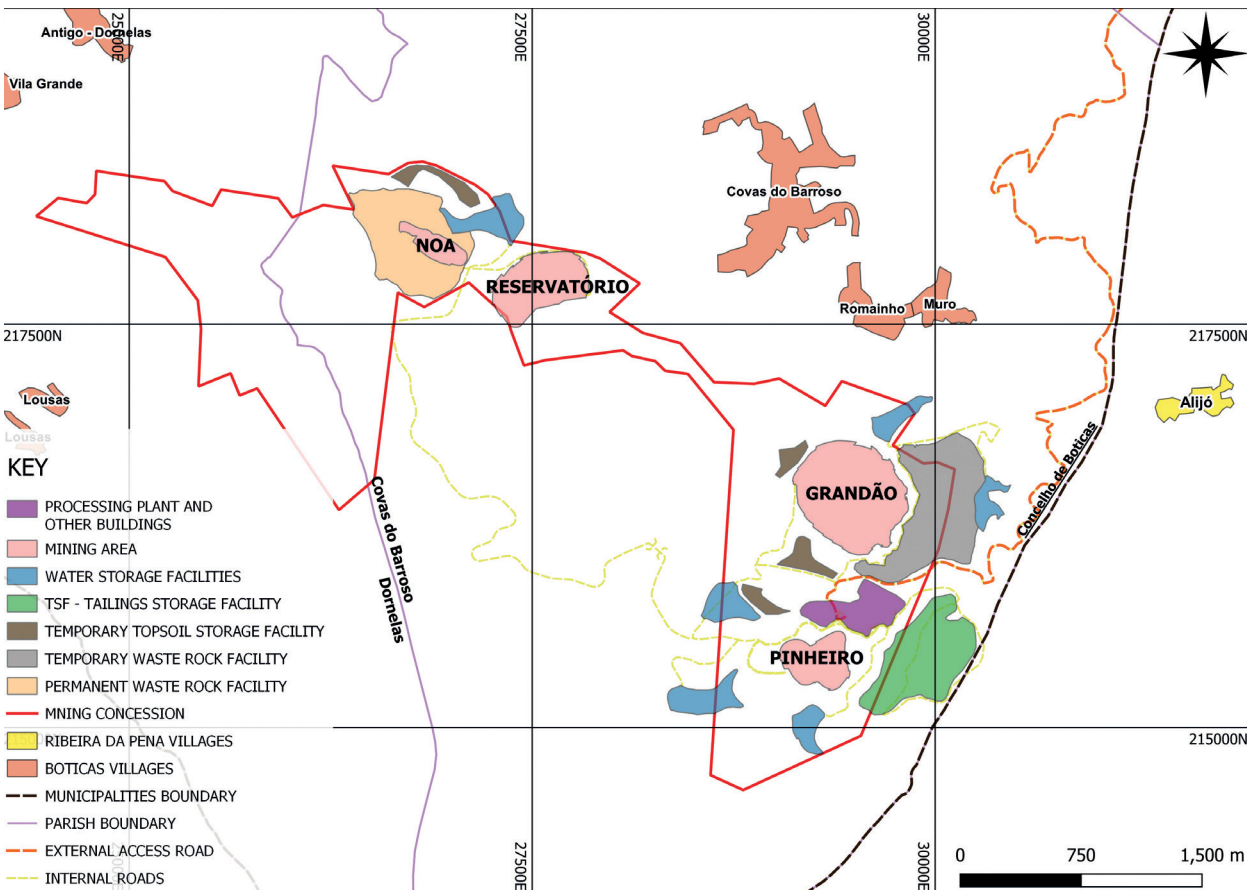 25000E
27500E
30000E
Antigo - Dornelas
Vila Grande
Covas do Barroso
NOA
RESERVATÓRIO
Romainho
Muro
217500N
217500N
Lousas
Alijó
Lousas
KEY
PROCESSING PLANT AND
OTHER BUILDINGS
MINING AREA
WATER STORAGE FACILITIES
TSF - TAILINGS STORAGE FACILITY
TEMPORARY TOPSOIL STORAGE FACILITY
TEMPORARY WASTE ROCK FACILITY
PERMANENT WASTE ROCK FACILITY
MNING CONCESSION
RIBEIRA DA PENA VILLAGES
BOTICAS VILLAGES
MUNICIPALITIES BOUNDARY
PARISH BOUNDARY
EXTERNAL ACCESS ROAD
INTERNAL ROADS
Covas do Barroso
Dornelas
GRANDÃO
PINHEIRO
Concelho de Boticas
215000N
215000N
25000E
27500E
30000E
0 750 1,500 m